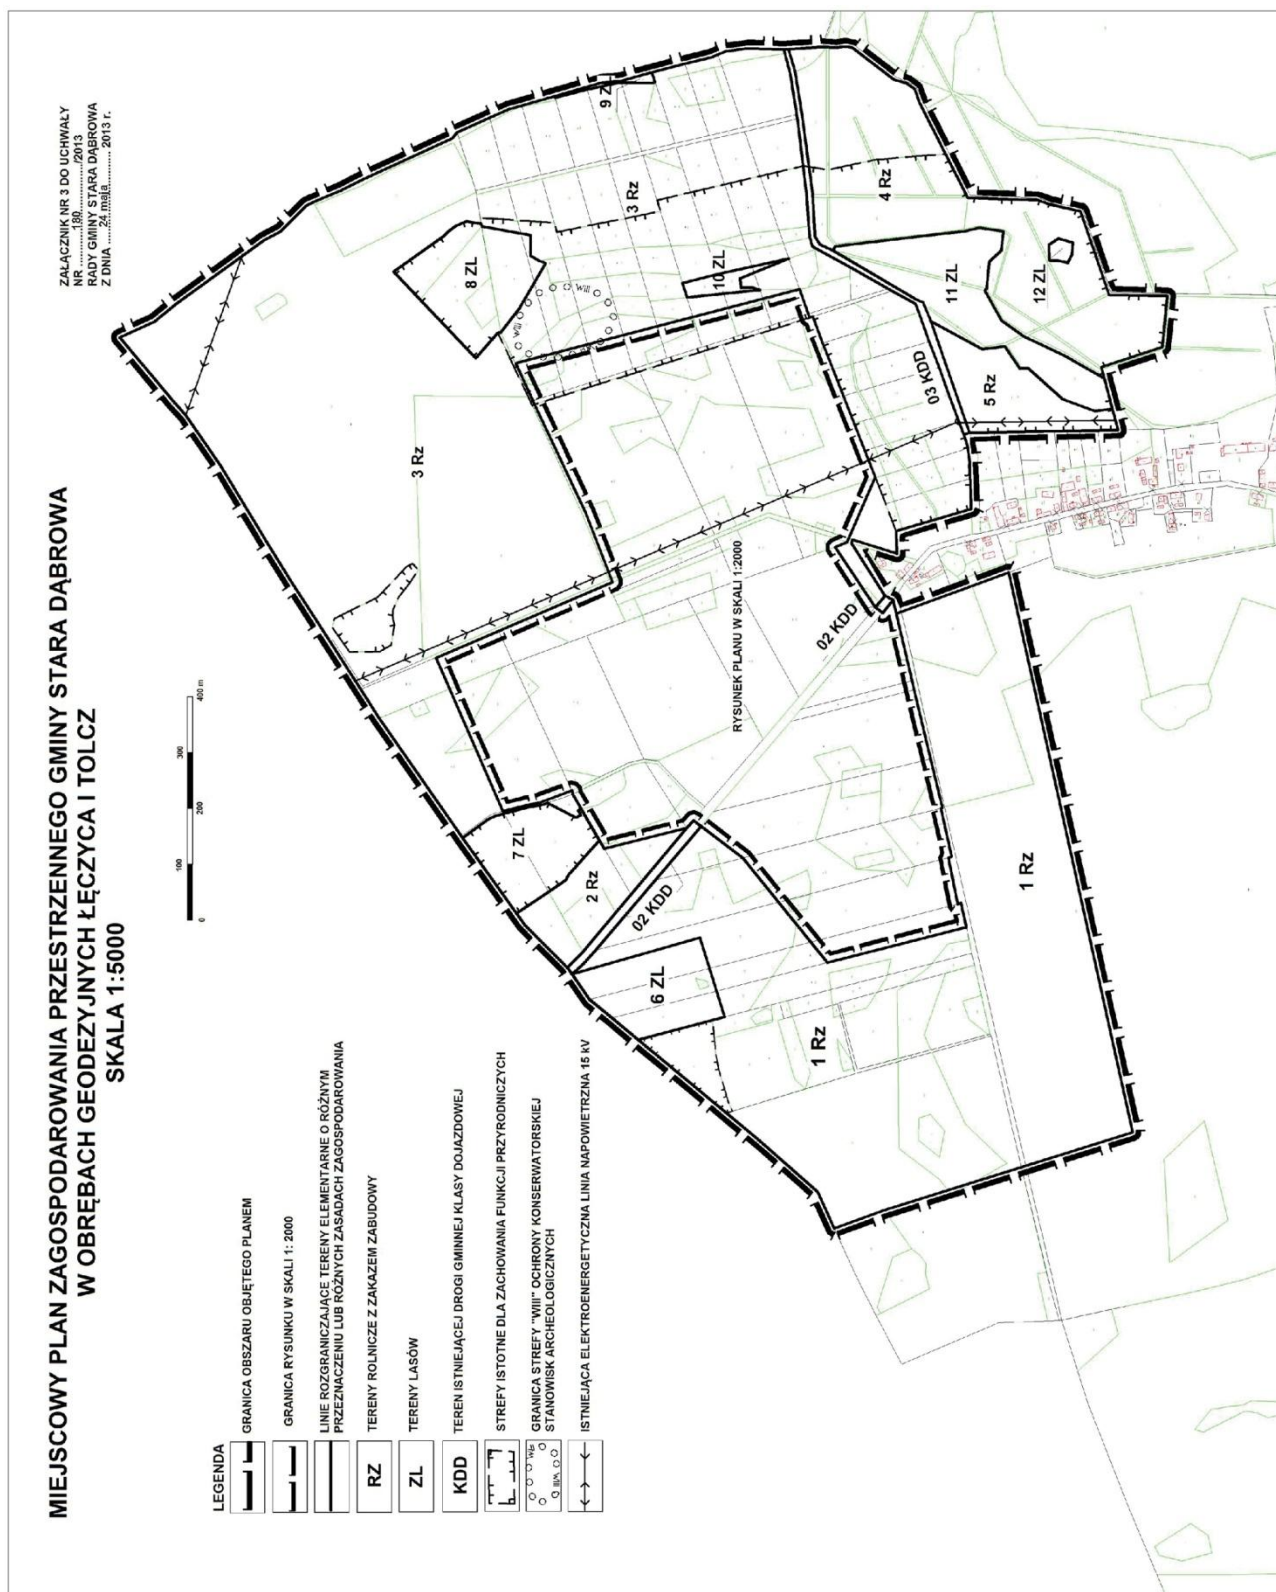 MIEJSCOWY PLAN ZAGOSPODAROWANIA PRZESTRZENNEGO GMINY STARA DĄBROWA
W OBRĘBACH GEODEZYJNYCH ŁĘCZYCA I TOLCZ
SKALA 1:5000
ZAŁĄCZNIK NR 3 DO UCHWAŁY
NR ..........180............../2013
RADY GMINY STARA DĄBROWA
Z DNIA ......24 maja........... 2013 r.
0
100
200
300
400 m
LEGENDA
GRANICA OBSZARU OBJĘTEGO PLANEM
GRANICA RYSUNKU W SKALI 1: 2000
LINIE ROZGRANICZAJĄCE TERENY ELEMENTARNE O RÓŻNYM
PRZEZNACZENIU LUB RÓŻNYCH ZASADACH ZAGOSPODAROWANIA
RZ
TERENY ROLNICZE Z ZAKAZEM ZABUDOWY
ZL
TERENY LASÓW
KDD
TEREN ISTNIEJĄCEJ DROGI GMINNEJ KLASY DOJAZDOWEJ
STREFY ISTOTNE DLA ZACHOWANIA FUNKCJI PRZYRODNICZYCH
WIII
WIII
GRANICA STREFY "WIII" OCHRONY KONSERWATORSKIEJ
STANOWISK ARCHEOLOGICZNYCH
ISTNIEJĄCA ELEKTROENERGETYCZNA LINIA NAPOWIETRZNA 15 kV
9 ZL
8 ZL
3 Rz
WIII
WIII
10 ZL
4 Rz
3 Rz
11 ZL
12 ZL
03 KDD
5 Rz
7 ZL
2 Rz
02 KDD
RYSUNEK PLANU W SKALI 1:2000
02 KDD
6 ZL
1 Rz
1 Rz